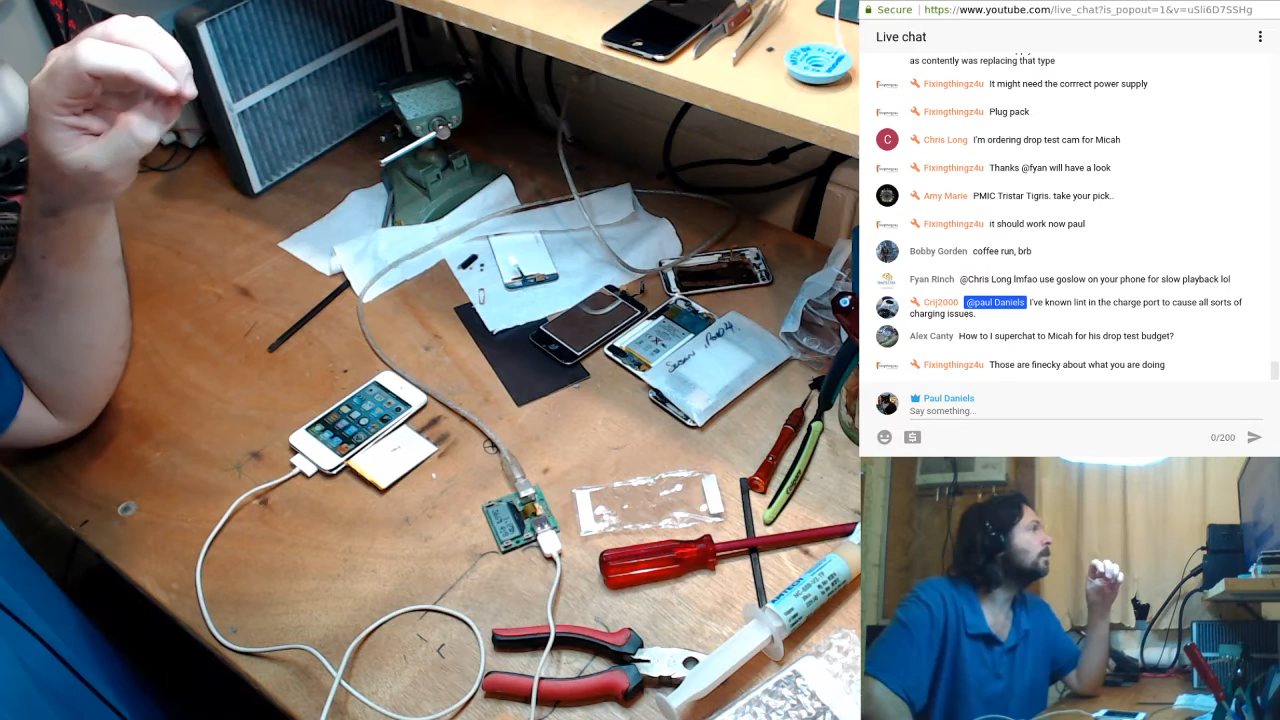 Secure
https://www.youtube.com/live_chat?is_popout=1&v=uSli6D7SSHg
Live chat
as contently was replacing that type
Fixingthingz4u It might need the corrrect power supply
Fixingthingz4u Plug pack
C
Chris Long I'm ordering drop test cam for Micah
Fixingthingz4u Thanks @fyan will have a look
Amy Marie PMIC Tristar Tigris. take your pick..
Fixingthingz4u it should work now paul
Bobby Gorden coffee run, brb
Fyan RInch @Chris Long lmfao use goslow on your phone for slow playback lol
Crij2000 @paul Daniels I've known lint in the charge port to cause all sorts of
charging issues.
Alex Canty How to I superchat to Micah for his drop test budget?
Fixingthingz4u Those are finecky about what you are doing
Paul Daniels
Say something...
0/200